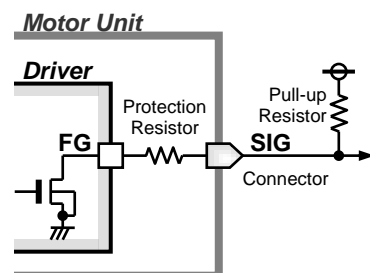 Motor Unit
Driver
Protection
Resistor
Pull-up
Resistor
FG
SIG
Connector